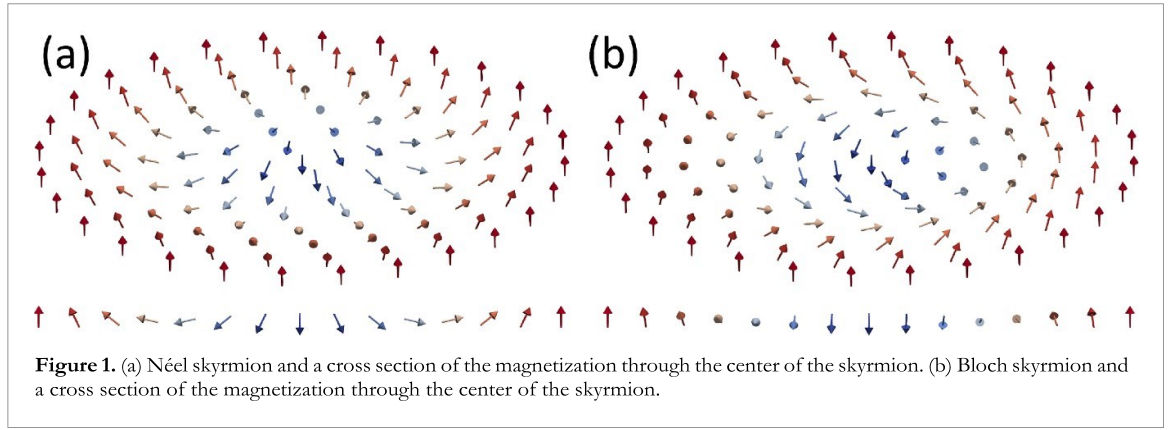 (a)
(b)
Figure 1. (a) Néel skyrmion and a cross section of the magnetization through the center of the skyrmion. (b) Bloch skyrmion and
a cross section of the magnetization through the center of the skyrmion.